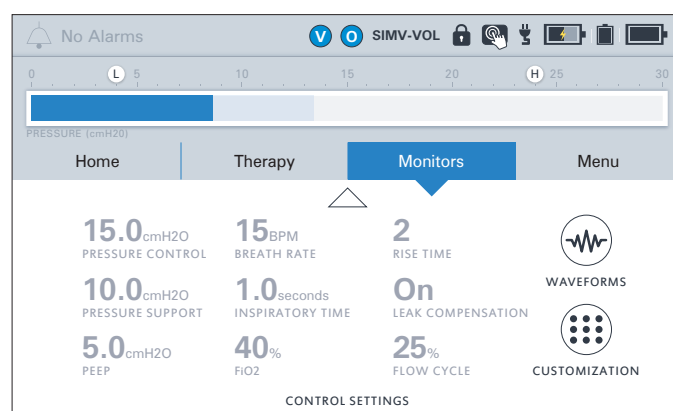 No Alarms V O SIMV-VOL
0 L 5 10 15 20 H 25 30
PRESSURE (cmH20)
Home Therapy Monitors Menu
15.0cmH2O 15BPM 2
PRESSURE CONTROL BREATH RATE RISE TIME
WAVEFORMS
10.0cmH2O 1.0seconds On
PRESSURE SUPPORT INSPIRATORY TIME LEAK COMPENSATION
5.0cmH2O 40% 25%
PEEP FiO2 FLOW CYCLE CUSTOMIZATION
CONTROL SETTINGS